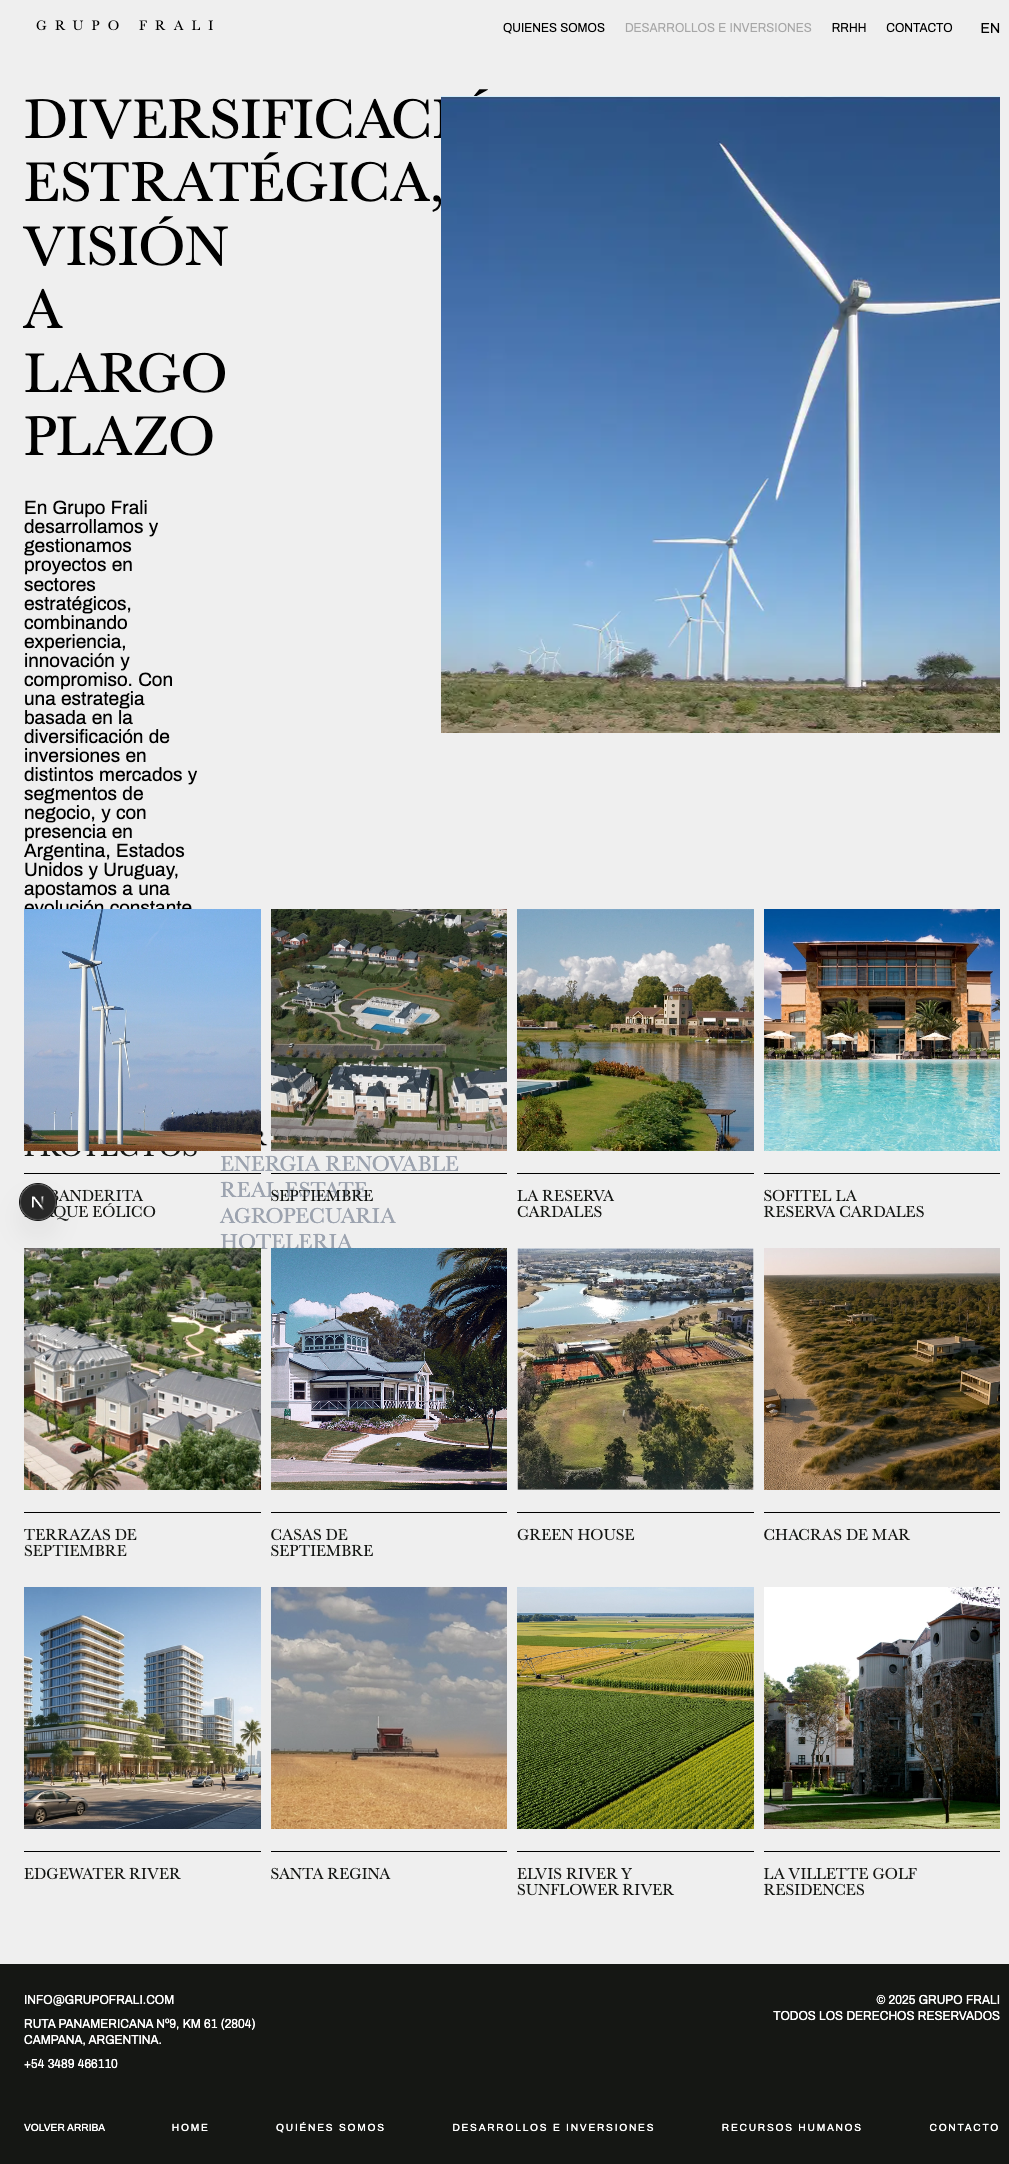 GRUPO FRALI
QUIENES SOMOS
DESARROLLOS E INVERSIONES
RRHH
CONTACTO
EN
ESTRATÉGICA,
VISIÓN
A
LARGO
PLAZO
En Grupo Frali
desarrollamos y
gestionamos
proyectos en
sectores
estratégicos,
combinando
experiencia,
innovación y
compromiso. Con
una estrategia
basada en la
diversificación de
inversiones en
distintos mercados y
segmentos de
negocio, y con
presencia en
Argentina, Estados
Unidos y Uruguay,
apostamos a una
evolución constante
PROYECTOS
ENERGIA RENOVABLE
REAL ESTATE
AGROPECUARIA
HOTELERIA
N
BANDERITA
QUE EÓLICO
SEPTIEMBRE
LA RESERVA
CARDALES
SOFITEL LA
RESERVA CARDALES
TERRAZAS DE
SEPTIEMBRE
CASAS DE
SEPTIEMBRE
GREEN HOUSE
CHACRAS DE MAR
EDGEWATER RIVER
SANTA REGINA
ELVIS RIVER Y
SUNFLOWER RIVER
LA VILLETTE GOLF
RESIDENCES
INFO@GRUPOFRALI.COM
RUTA PANAMERICANA Nº9, KM 61 (2804)
CAMPANA, ARGENTINA.
+54 3489 466110
© 2025 GRUPO FRALI
TODOS LOS DERECHOS RESERVADOS
VOLVER ARRIBA
HOME
QUIÉNES SOMOS
DESARROLLOS E INVERSIONES
RECURSOS HUMANOS
CONTACTO